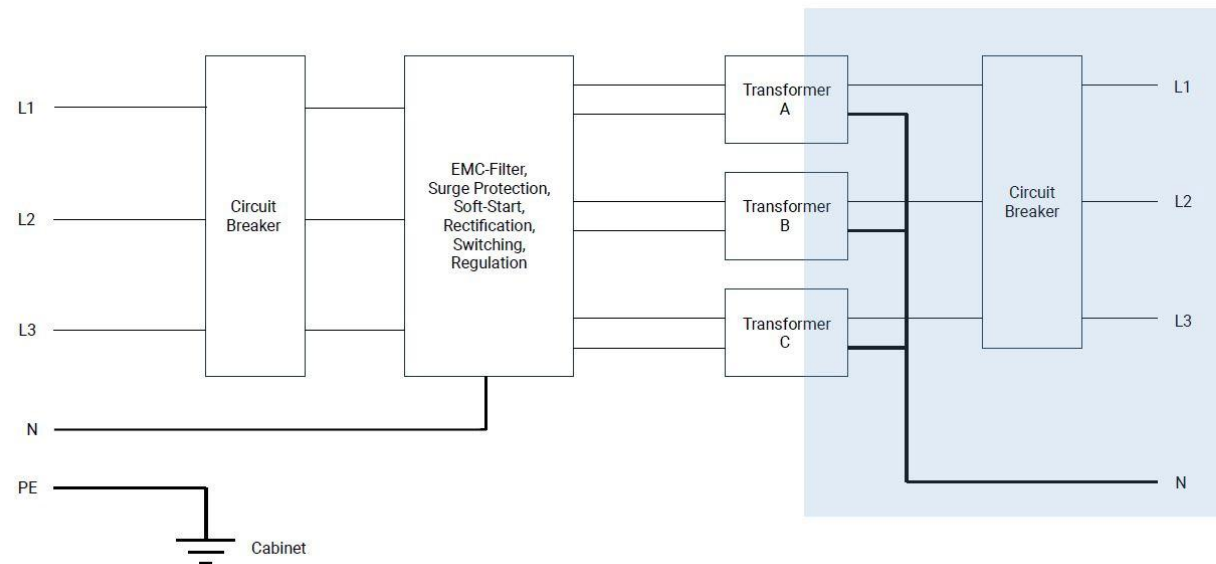 L1
L2
L3
N
PE
Cabinet
Circuit
Breaker
EMC-Filter,
Surge Protection,
Soft-Start,
Rectification,
Switching,
Regulation
Transformer
A
Transformer
B
Transformer
C
Circuit
Breaker
L1
L2
L3
N